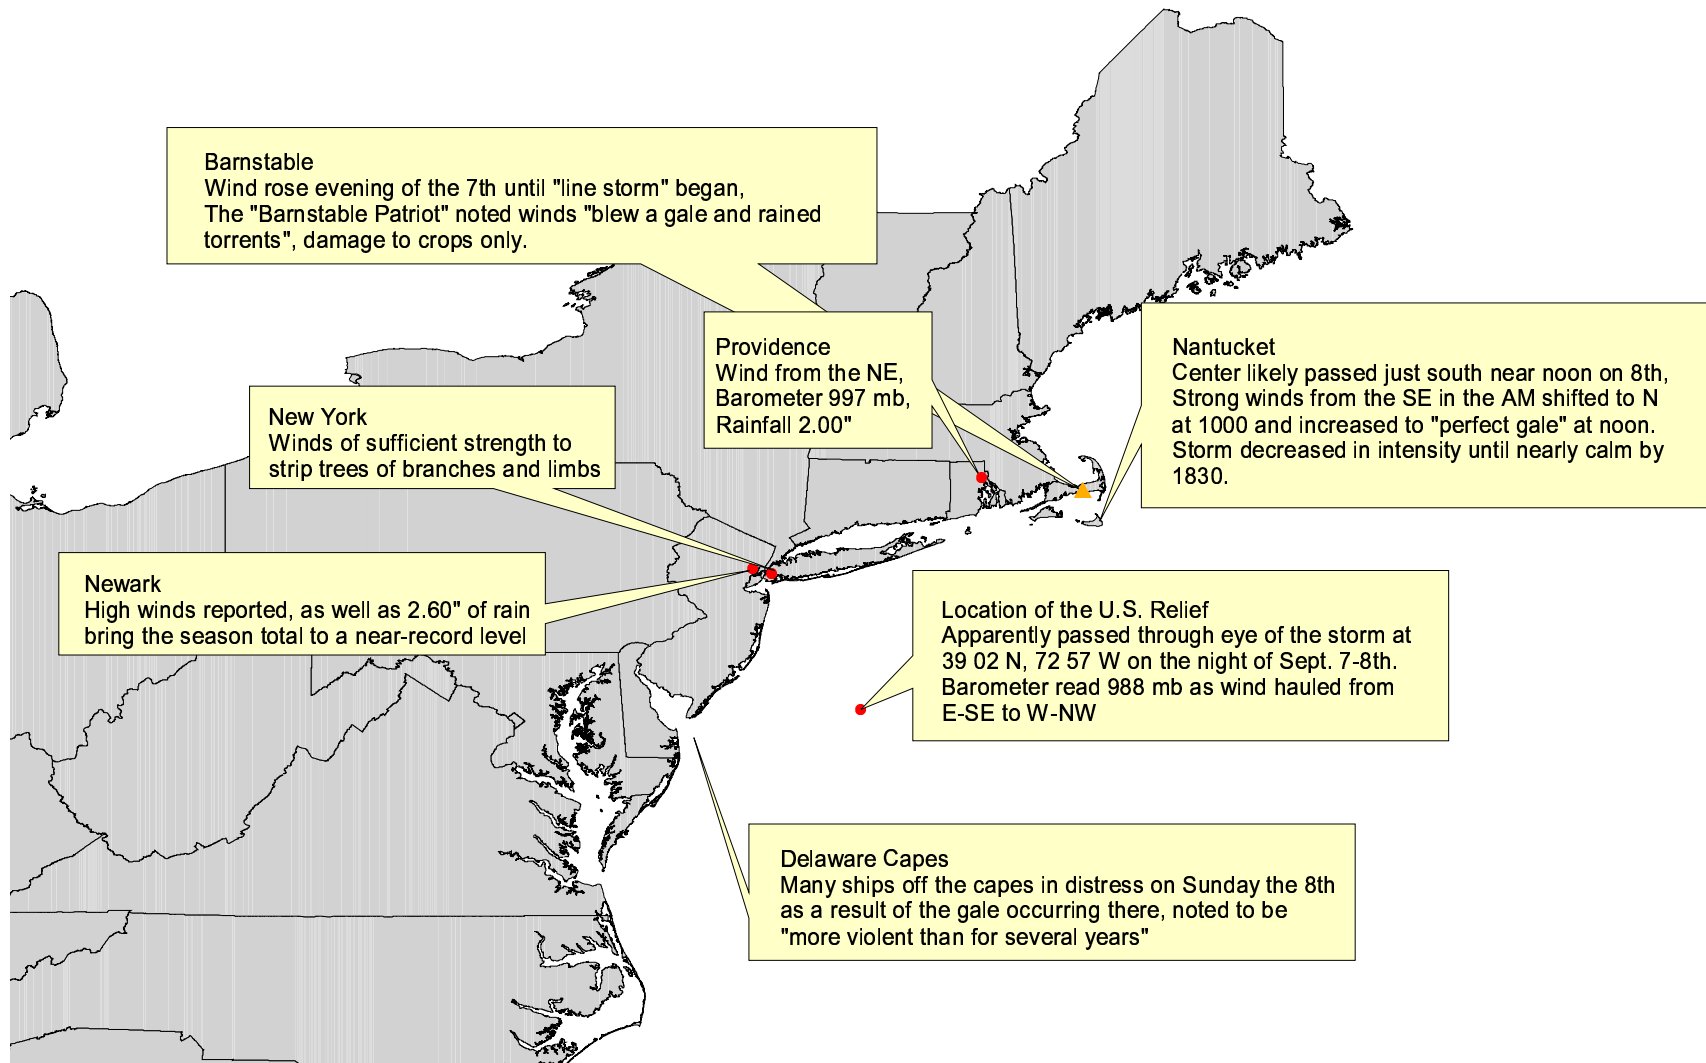 Barnstable
Wind rose evening of the 7th until "line storm" began,
The "Barnstable Patriot" noted winds "blew a gale and rained
torrents", damage to crops only.
Providence
Wind from the NE,
Barometer 997 mb,
Rainfall 2.00"
Nantucket
Center likely passed just south near noon on 8th,
Strong winds from the SE in the AM shifted to N
at 1000 and increased to "perfect gale" at noon.
Storm decreased in intensity until nearly calm by
1830.
New York
Winds of sufficient strength to
strip trees of branches and limbs
Newark
High winds reported, as well as 2.60" of rain
bring the season total to a near-record level
Location of the U.S. Relief
Apparently passed through eye of the storm at
39 02 N, 72 57 W on the night of Sept. 7-8th.
Barometer read 988 mb as wind hauled from
E-SE to W-NW
Delaware Capes
Many ships off the capes in distress on Sunday the 8th
as a result of the gale occurring there, noted to be
"more violent than for several years"